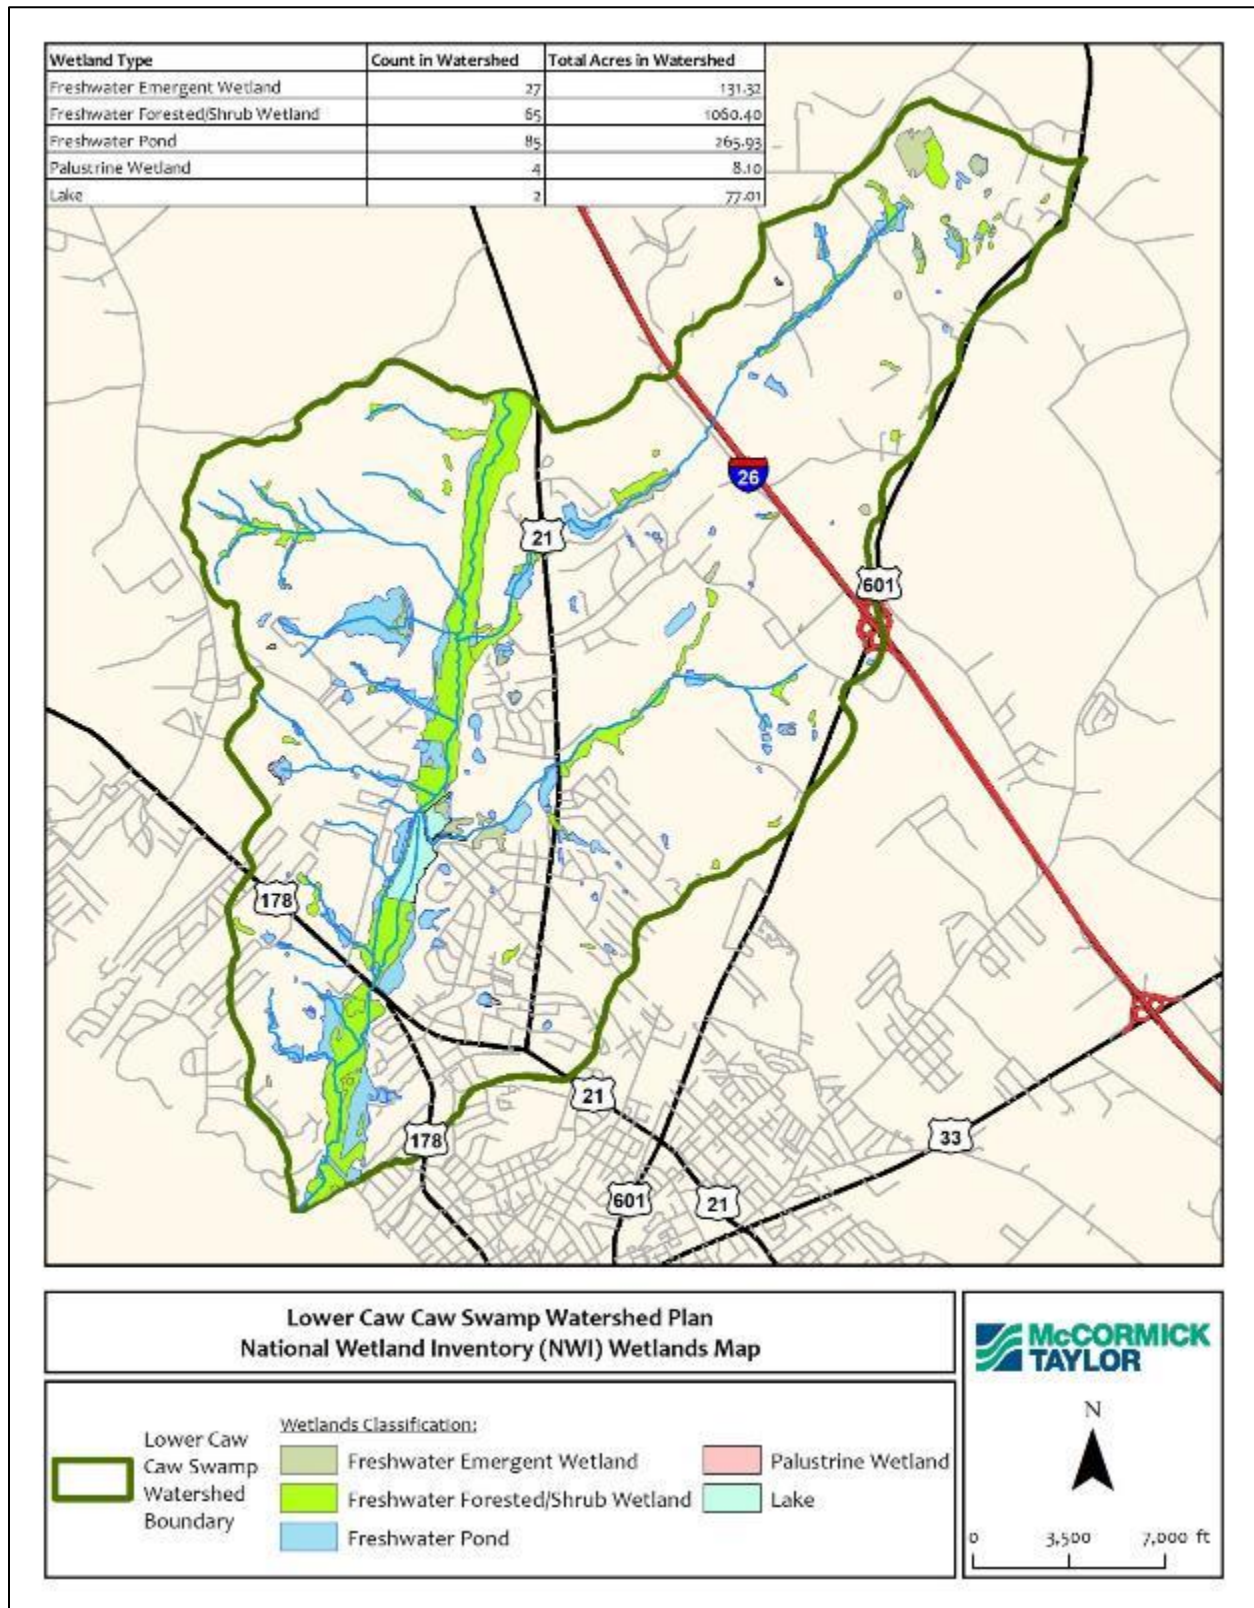 Wetland Type Count in Watershed Total Acres in Watershed
Freshwater Emergent Wetland 27 131.32
Freshwater Forested/Shrub Wetland 65 1060.40
Freshwater Pond 85 265.93
Palustrine Wetland 4 8.10
Lake 2 77.01
26
21
601
178
21
178
33
601
21
Lower Caw Caw Swamp Watershed Plan
National Wetland Inventory (NWI) Wetlands Map
McCORMICK
TAYLOR
N
0 3,500 7,000 ft
Lower Caw
Caw Swamp
Watershed
Boundary
Wetlands Classification:
Freshwater Emergent Wetland
Freshwater Forested/Shrub Wetland
Freshwater Pond
Palustrine Wetland
Lake